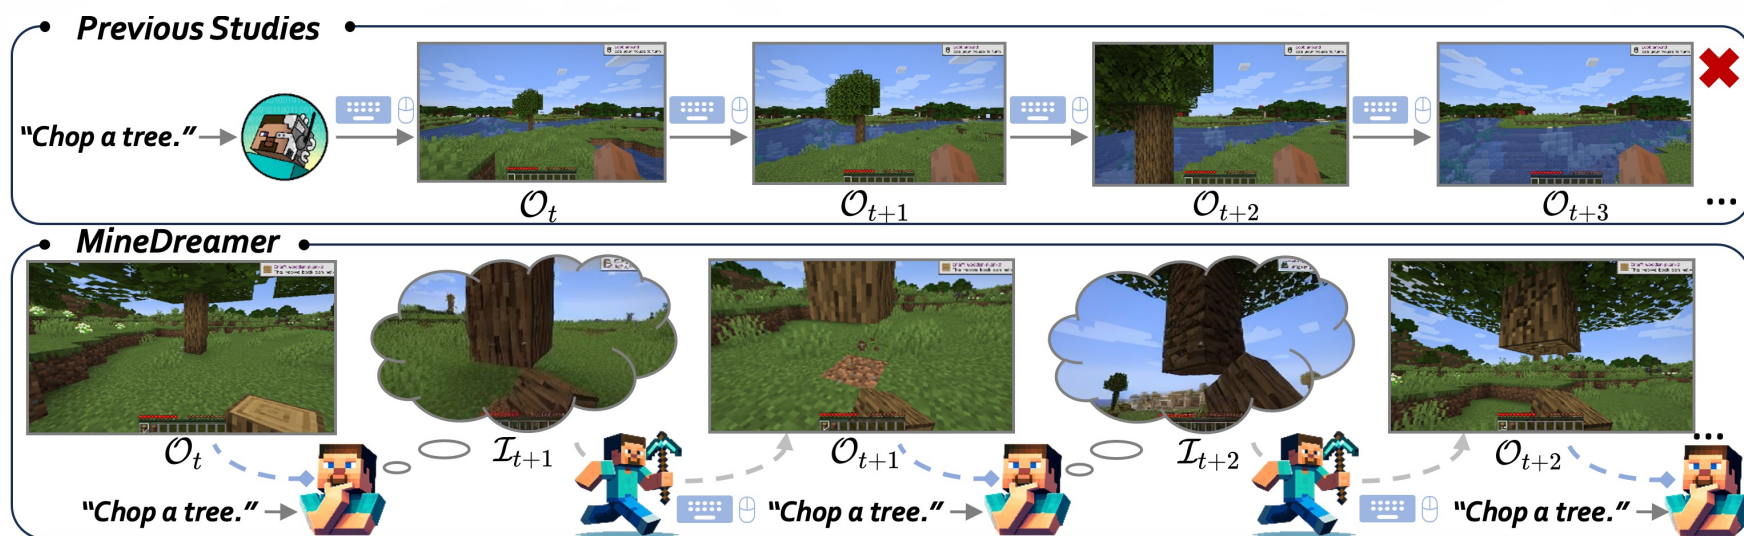 Previous Studies
“Chop a tree.”
𝒪t
𝒪t+1
𝒪t+2
𝒪t+3
...
MineDreamer
𝒪t
ℐt+1
𝒪t+1
ℐt+2
𝒪t+2
...
“Chop a tree.”
“Chop a tree.”
“Chop a tree.”